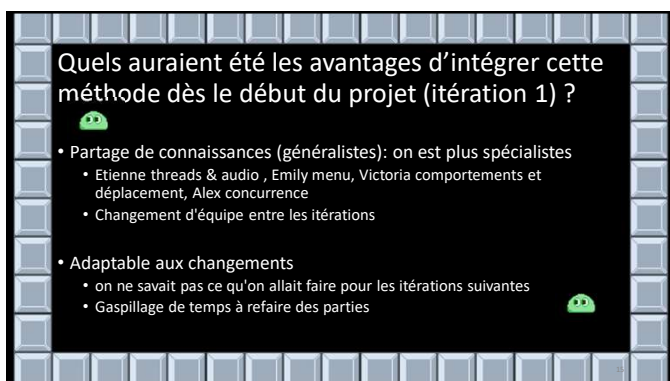 Quels auraient été les avantages d'intégrer cette
méthode dès le début du projet (itération 1) ?
• Partage de connaissances (généralistes): on est plus spécialistes
• Etienne threads & audio , Emily menu, Victoria comportements et
déplacement, Alex concurrence
• Changement d'équipe entre les itérations
• Adaptable aux changements
• on ne savait pas ce qu'on allait faire pour les itérations suivantes
• Gaspillage de temps à refaire des parties